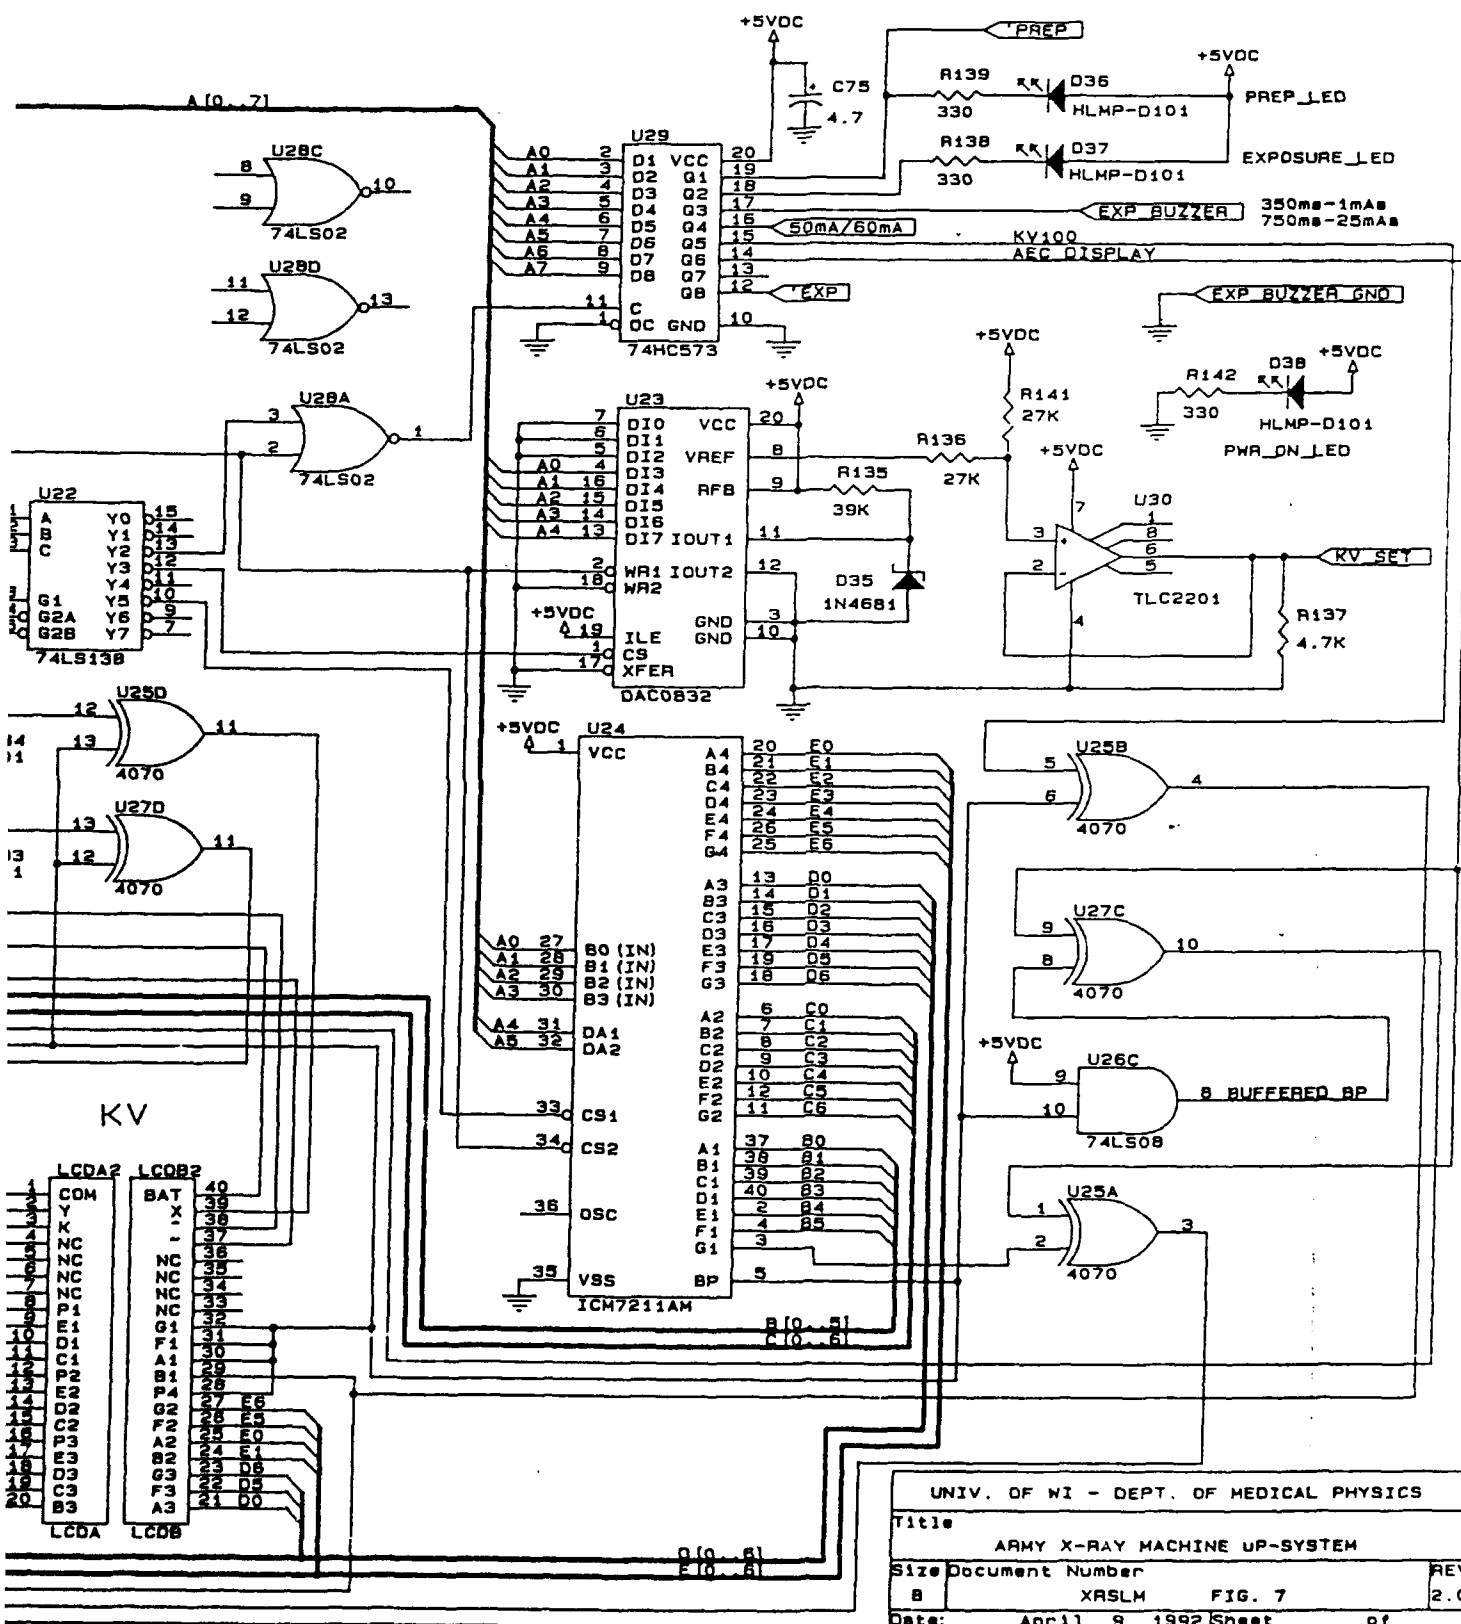 +5VDC
'PREP
+5VDC
R139
D36
330
HLMP-D101
PREP_LED
C75
4.7
A[0..7]
R138
D37
330
HLMP-D101
EXPOSURE_LED
U28C
8
9
10
74LS02
U28D
11
12
13
74LS02
U29
A0 2 D1 VCC 20
A1 3 D2 Q1 19
A2 4 D3 Q2 18
A3 5 D4 Q3 17
A4 6 D5 Q4 16
A5 7 D6 Q5 15
A6 8 D7 Q6 14
A7 9 D8 Q7 13
Q8 12
11 C
1 OC GND 10
74HC573
EXP_BUZZER
350ms-1mAs
750ms-25mAs
50mA/60mA
KV100
AEC_DISPLAY
'EXP
EXP_BUZZER_GND
U28A
3
2
1
74LS02
U23
+5VDC
7 DI0 VCC 20
6 DI1
5 DI2 VREF 8
A0 4 DI3
A1 16 DI4 RFB 9
A2 15 DI5
A3 14 DI6
A4 13 DI7 IOUT1 11
2 WR1 IOUT2 12
18 WR2
+5VDC
GND 3
19 ILE GND 10
1 CS
17 XFER
DAC0832
R135
39K
D35
1N4681
R136
27K
+5VDC
R141
27K
+5VDC
R142
330
D38
+5VDC
HLMP-D101
PWR_ON_LED
U30
7
3
2
1
8
6
5
4
TLC2201
KV_SET
R137
4.7K
U22
A Y0 15
B Y1 14
C Y2 13
Y3 12
Y4 11
G1 Y5 10
G2A Y6 9
G2B Y7 7
74LS138
U25D
12
13
11
4070
U27D
13
12
11
4070
U24
+5VDC
1 VCC
A4 20 E0
B4 21 E1
C4 22 E2
D4 23 E3
E4 24 E4
F4 26 E5
G4 25 E6
A3 13 D0
B3 14 D1
C3 15 D2
D3 16 D3
E3 17 D4
F3 19 D5
G3 18 D6
A2 6 C0
B2 7 C1
C2 8 C2
D2 9 C3
E2 10 C4
F2 12 C5
G2 11 C6
A1 37 B0
B1 38 B1
C1 39 B2
D1 40 B3
E1 2 B4
F1 4 B5
G1 3
BP 5
A0 27 B0(IN)
A1 28 B1(IN)
A2 29 B2(IN)
A3 30 B3(IN)
A4 31 DA1
A5 32 DA2
33 CS1
34 CS2
36 OSC
35 VSS
ICM7211AM
B[0..5]
C[0..6]
U25B
5
6
4
4070
U27C
9
8
10
4070
+5VDC
U26C
9
10
8 BUFFERED_BP
74LS08
U25A
1
2
3
4070
KV
LCDA2
COM
Y
K
NC
NC
NC
NC
P1
E1
D1
C1
P2
E2
D2
C2
P3
E3
D3
C3
20 B3
LCDA
LCDB2
BAT 40
X 39
- 38
- 37
NC 36
NC 35
NC 34
NC 33
G1 32
F1 31
A1 30
B1 29
P4 28
G2 27 E6
F2 26 E5
A2 25 E0
B2 24 E1
G3 23 D6
F3 22 D5
A3 21 D0
LCDB
D[0..6]
E[0..6]
UNIV. OF WI - DEPT. OF MEDICAL PHYSICS
Title
ARMY X-RAY MACHINE uP-SYSTEM
Size Document Number REV
B XRSLM FIG. 7 2.0
Date: April 9, 1992 Sheet of